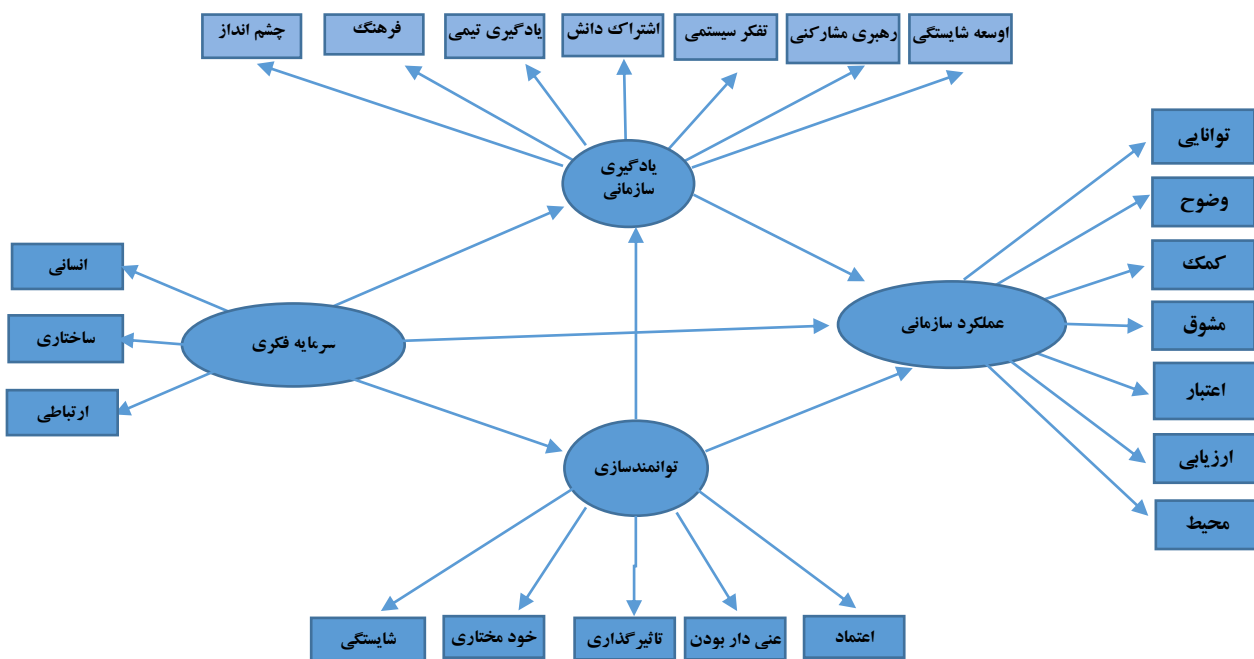 اوسعه شایستگی
رهبری مشارکنی
تفکر سیستمی
اشتراک دانش
یادگیری تیمی
فرهنگ
چشم انداز
یادگیری
سازمانی
توانایی
وضوح
کمک
مشوق
اعتبار
ارزیابی
محیط
عملکرد سازمانی
سرمایه فکری
انسانی
ساختاری
ارتباطی
توانمندسازی
اعتماد
عنی دار بودن
تاثیرگذاری
خود مختاری
شایستگی